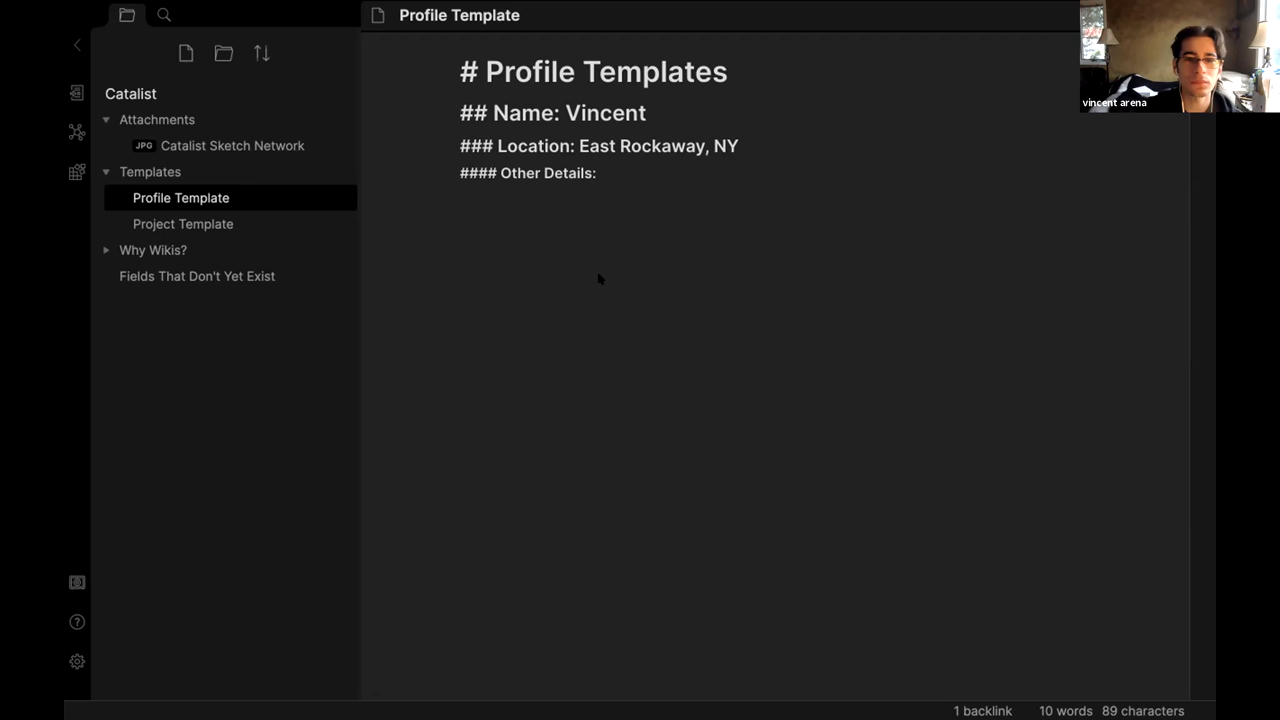 Profile Template
# Profile Templates
## Name: Vincent
### Location: East Rockaway, NY
#### Other Details:
Catalist
Attachments
JPG Catalist Sketch Network
Templates
Profile Template
Project Template
Why Wikis?
Fields That Don't Yet Exist
vincent arena
1 backlink 10 words 89 characters